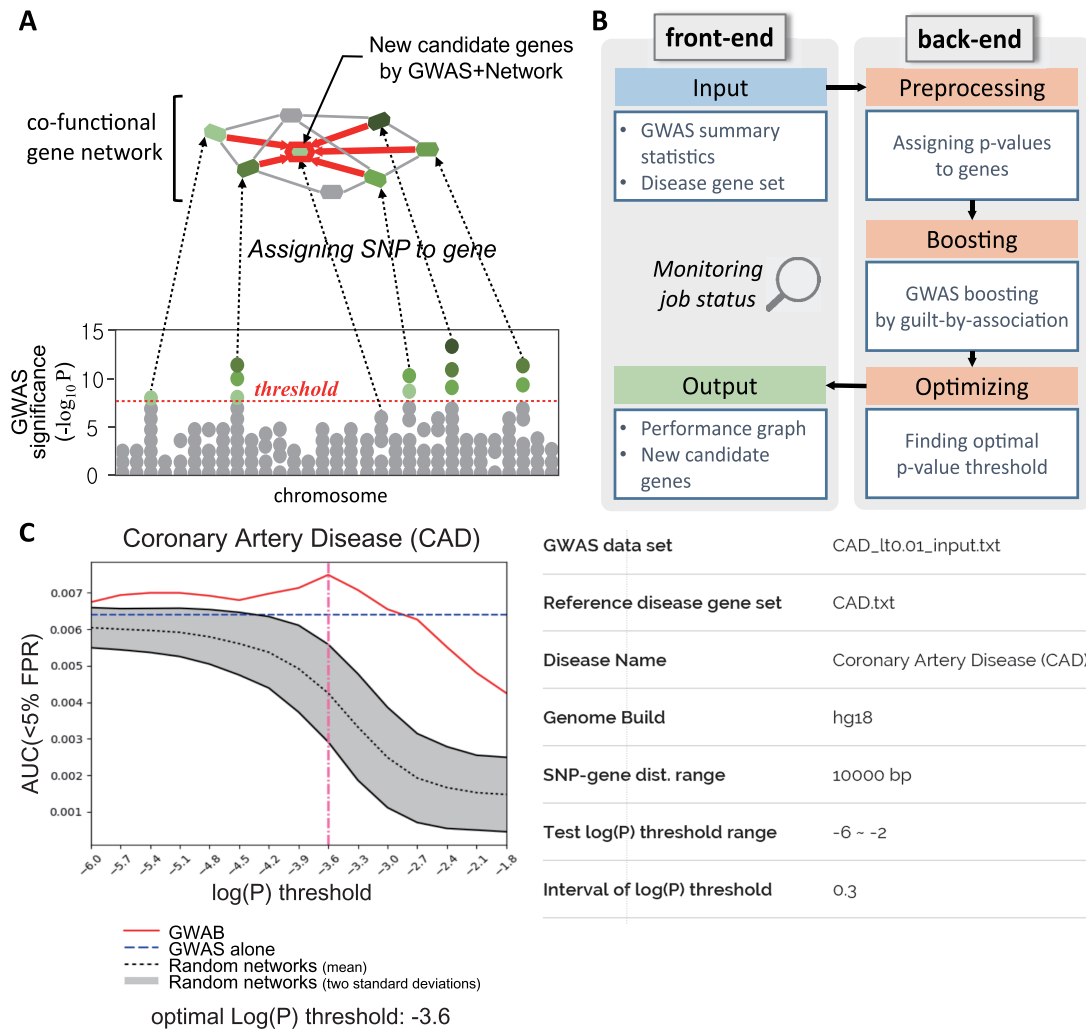 A
New candidate genes
by GWAS+Network
co-functional
gene network
Assigning SNP to gene
GWAS
significance
(-log10 P)
15
10
5
0
threshold
chromosome
B
front-end
back-end
Input
• GWAS summary
statistics
• Disease gene set
Preprocessing
Assigning p-values
to genes
Boosting
GWAS boosting
by guilt-by-association
Monitoring
job status
Optimizing
Finding optimal
p-value threshold
Output
• Performance graph
• New candidate
genes
C
Coronary Artery Disease (CAD)
AUC(<5% FPR)
0.007
0.006
0.005
0.004
0.003
0.002
0.001
−6.0 −5.7 −5.4 −5.1 −4.8 −4.5 −4.2 −3.9 −3.6 −3.3 −3.0 −2.7 −2.4 −2.1 −1.8
log(P) threshold
GWAB
GWAS alone
Random networks (mean)
Random networks (two standard deviations)
optimal Log(P) threshold: -3.6
GWAS data set CAD_lt0.01_input.txt
Reference disease gene set CAD.txt
Disease Name Coronary Artery Disease (CAD)
Genome Build hg18
SNP-gene dist. range 10000 bp
Test log(P) threshold range -6 ~ -2
Interval of log(P) threshold 0.3